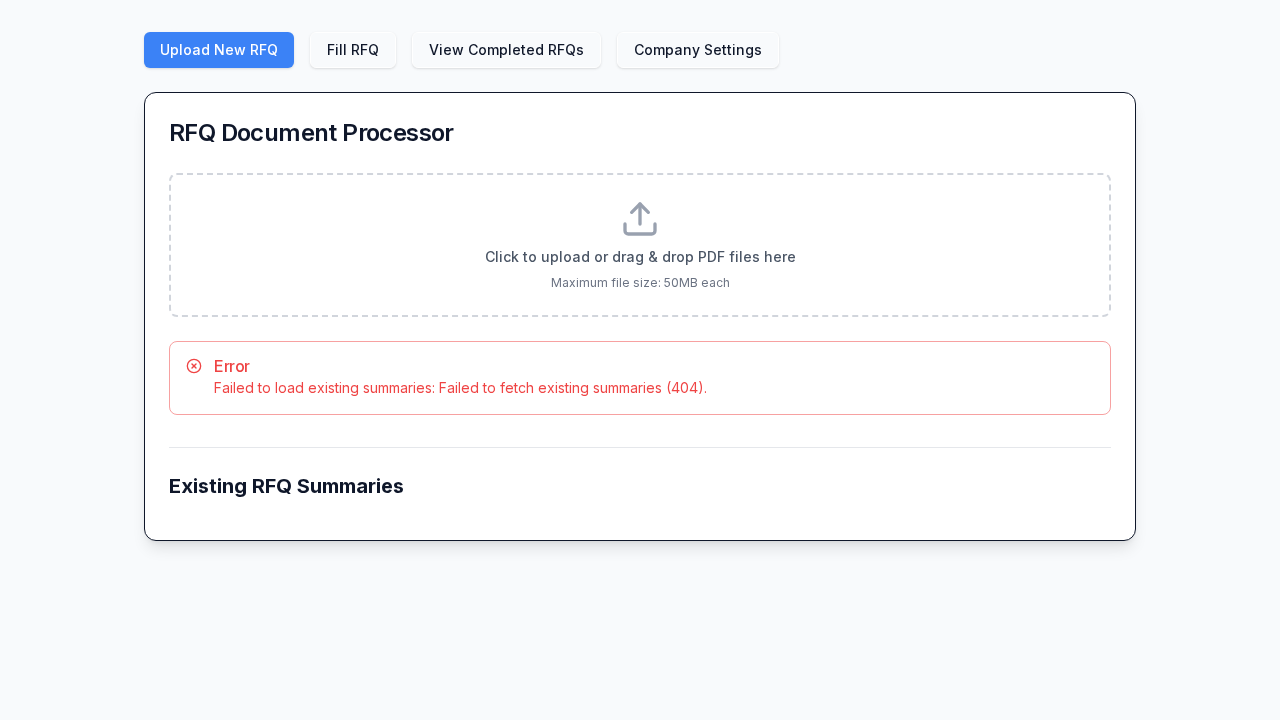 Upload New RFQ
Fill RFQ
View Completed RFQs
Company Settings
RFQ Document Processor
Click to upload or drag & drop PDF files here
Maximum file size: 50MB each
Error
Failed to load existing summaries: Failed to fetch existing summaries (404).
Existing RFQ Summaries